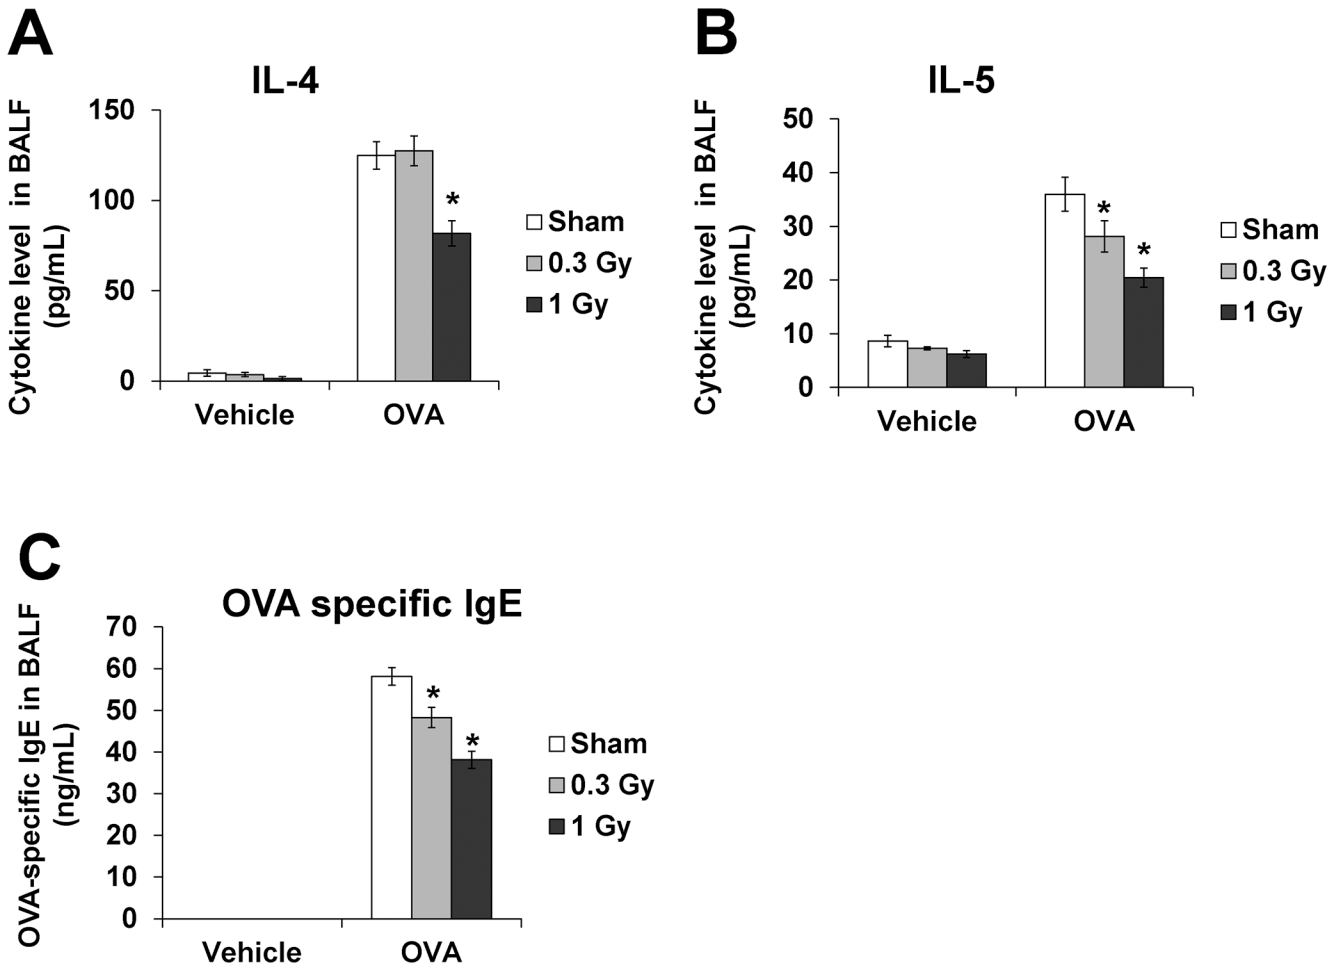 A
IL-4
Cytokine level in BALF
(pg/mL)
150
100
50
0
*
Vehicle
OVA
Sham
0.3 Gy
1 Gy
B
IL-5
Cytokine level in BALF
(pg/mL)
50
40
30
20
10
0
*
*
Vehicle
OVA
Sham
0.3 Gy
1 Gy
C
OVA specific IgE
OVA-specific IgE in BALF
(ng/mL)
70
60
50
40
30
20
10
0
*
*
Vehicle
OVA
Sham
0.3 Gy
1 Gy